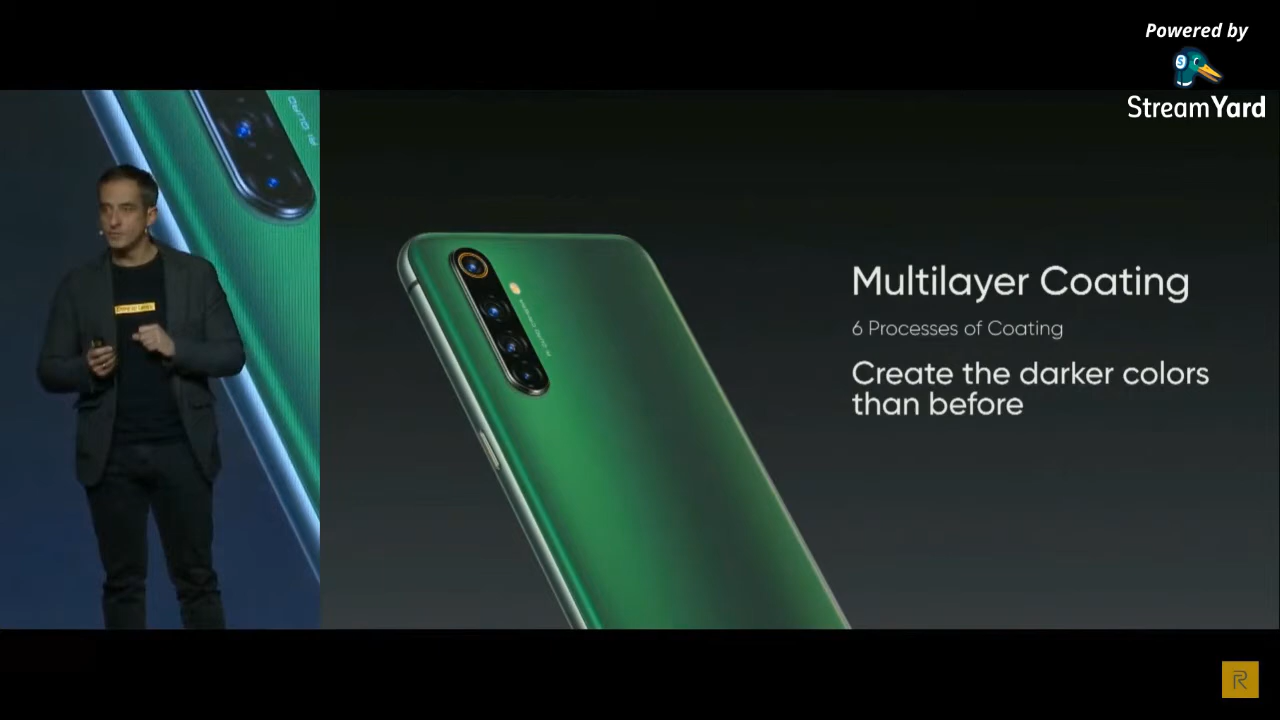 Powered by
StreamYard
Multilayer Coating
6 Processes of Coating
Create the darker colors
than before